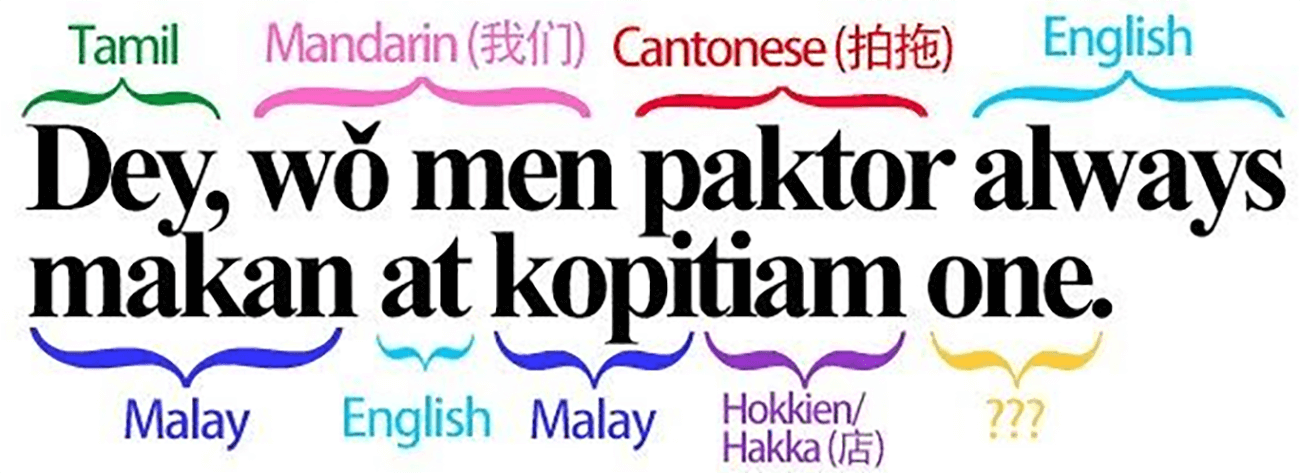 Tamil Mandarin (我们) Cantonese (拍拖) English
Dey, wǒ men paktor always
makan at kopitiam one.
Malay English Malay Hokkien/
Hakka (店) ???